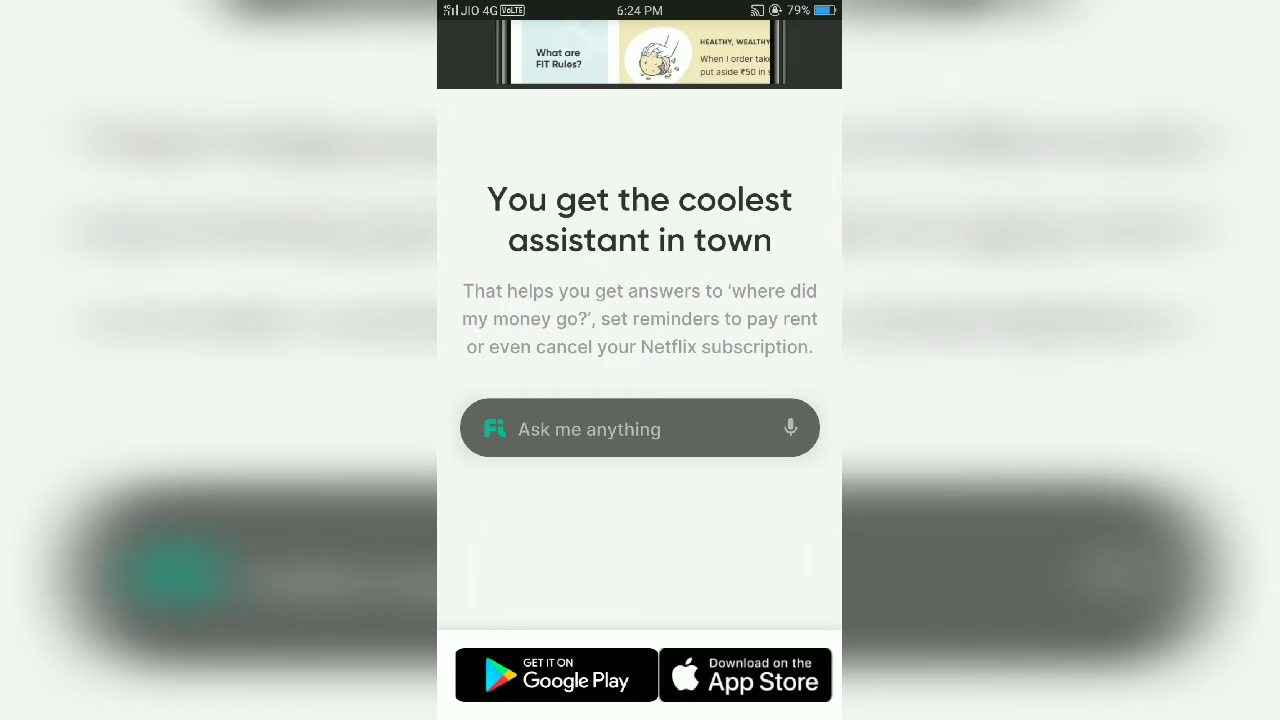 JIO 4G VoLTE 6:24 PM 79%
What are
FIT Rules?
HEALTHY, WEALTHY
When I order take
put aside ₹50 in s
You get the coolest
assistant in town
That helps you get answers to ‘where did
my money go?’, set reminders to pay rent
or even cancel your Netflix subscription.
Fi Ask me anything
GET IT ON
Google Play
Download on the
App Store